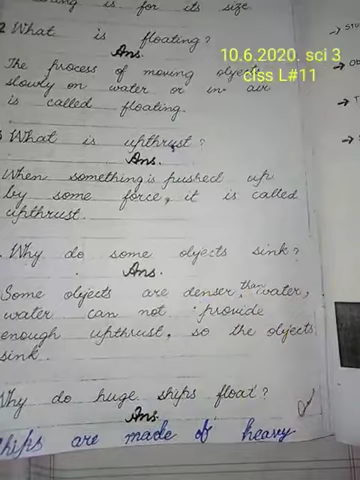 is for its size
2 What is floating?
Ans.
10.6.2020. sci 3
clss L#11
The process of moving objects
slowly on water or in air
is called floating.
What is upthrust?
Ans.
When something is pushed up
by some force, it is called
upthrust.
Why do some objects sink?
Ans.
Some objects are denser, than water,
water can not provide
enough upthrust, so the objects
sink.
Why do huge ships float?
Ans.
ships are made of heavy